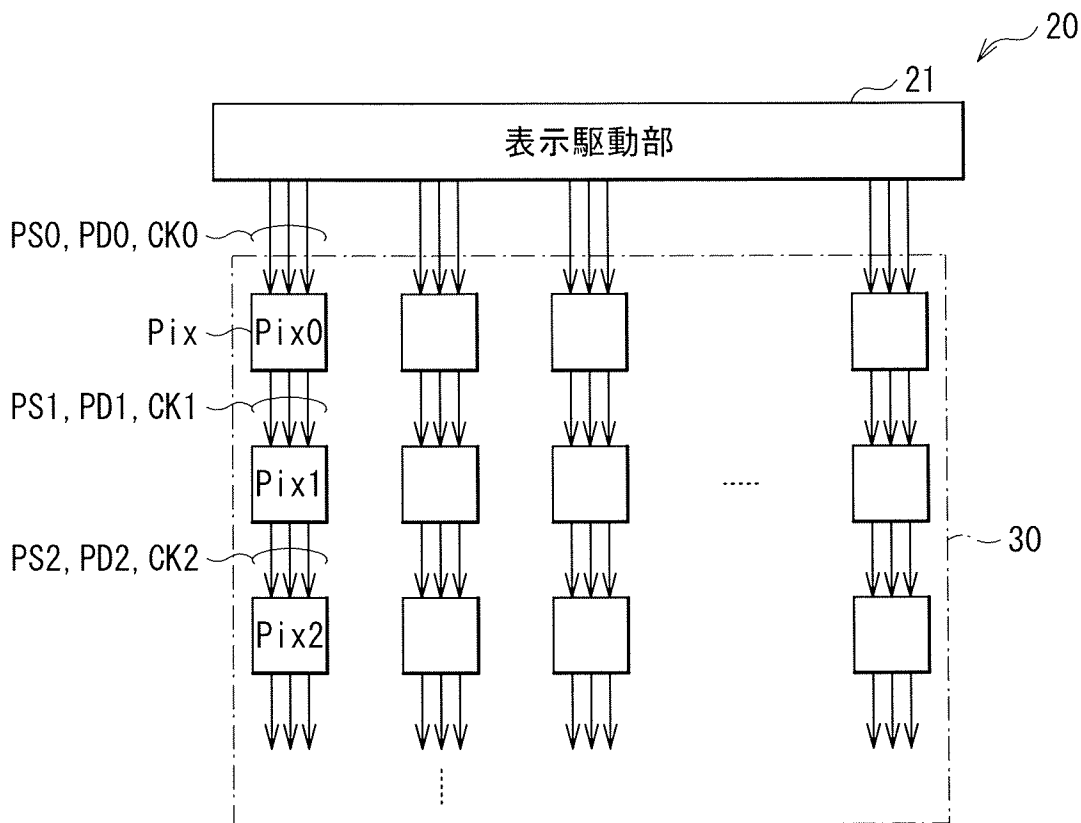 20
21
表示駆動部
PS0, PD0, CK0
Pix Pix0
PS1, PD1, CK1
Pix1
.....
PS2, PD2, CK2
30
Pix2